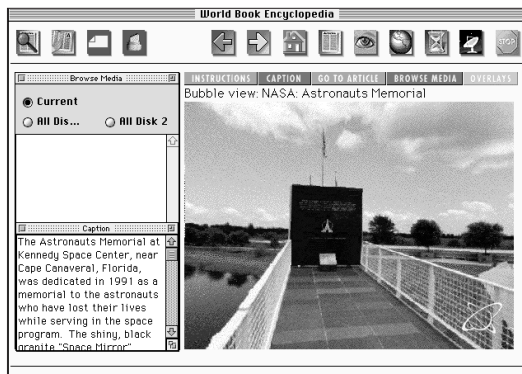 World Book Encyclopedia
STOP
Browse Media
INSTRUCTIONS CAPTION GO TO ARTICLE BROWSE MEDIA OVERLAYS
Bubble view: NASA: Astronauts Memorial
Current
All Dis... All Disk 2
Caption
The Astronauts Memorial at
Kennedy Space Center, near
Cape Canaveral, Florida,
was dedicated in 1991 as a
memorial to the astronauts
who have lost their lives
while serving in the space
program. The shiny, black
granite "Space Mirror"